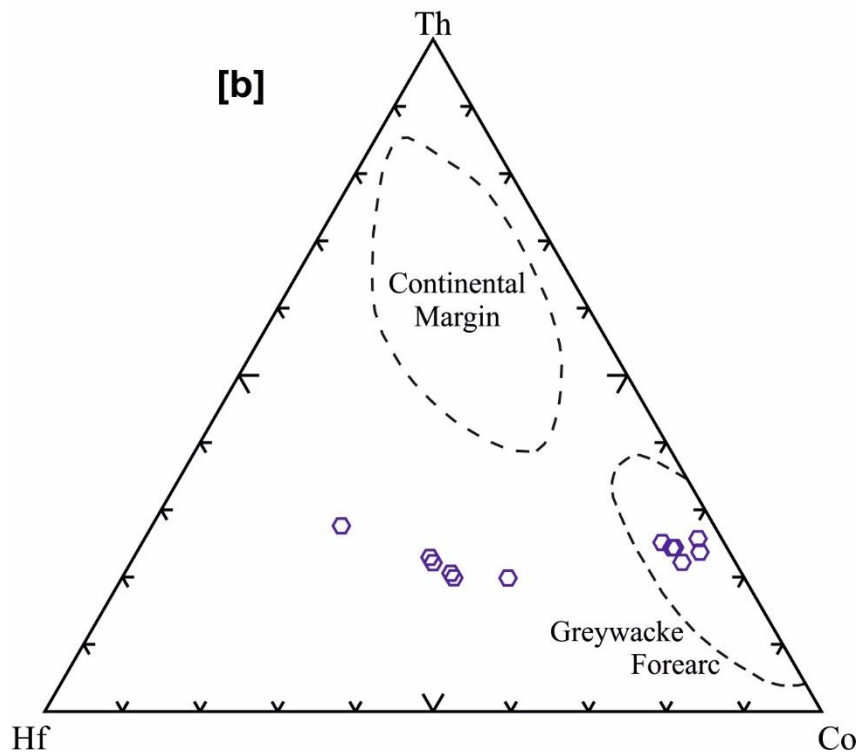 Th
[b]
Continental
Margin
Greywacke
Forearc
Hf
Co